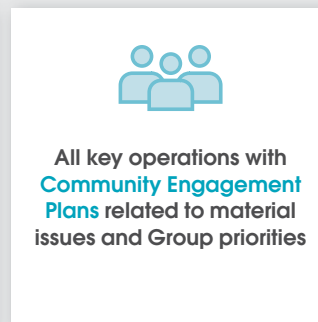 All key operations with
Community Engagement
Plans related to material
issues and Group priorities